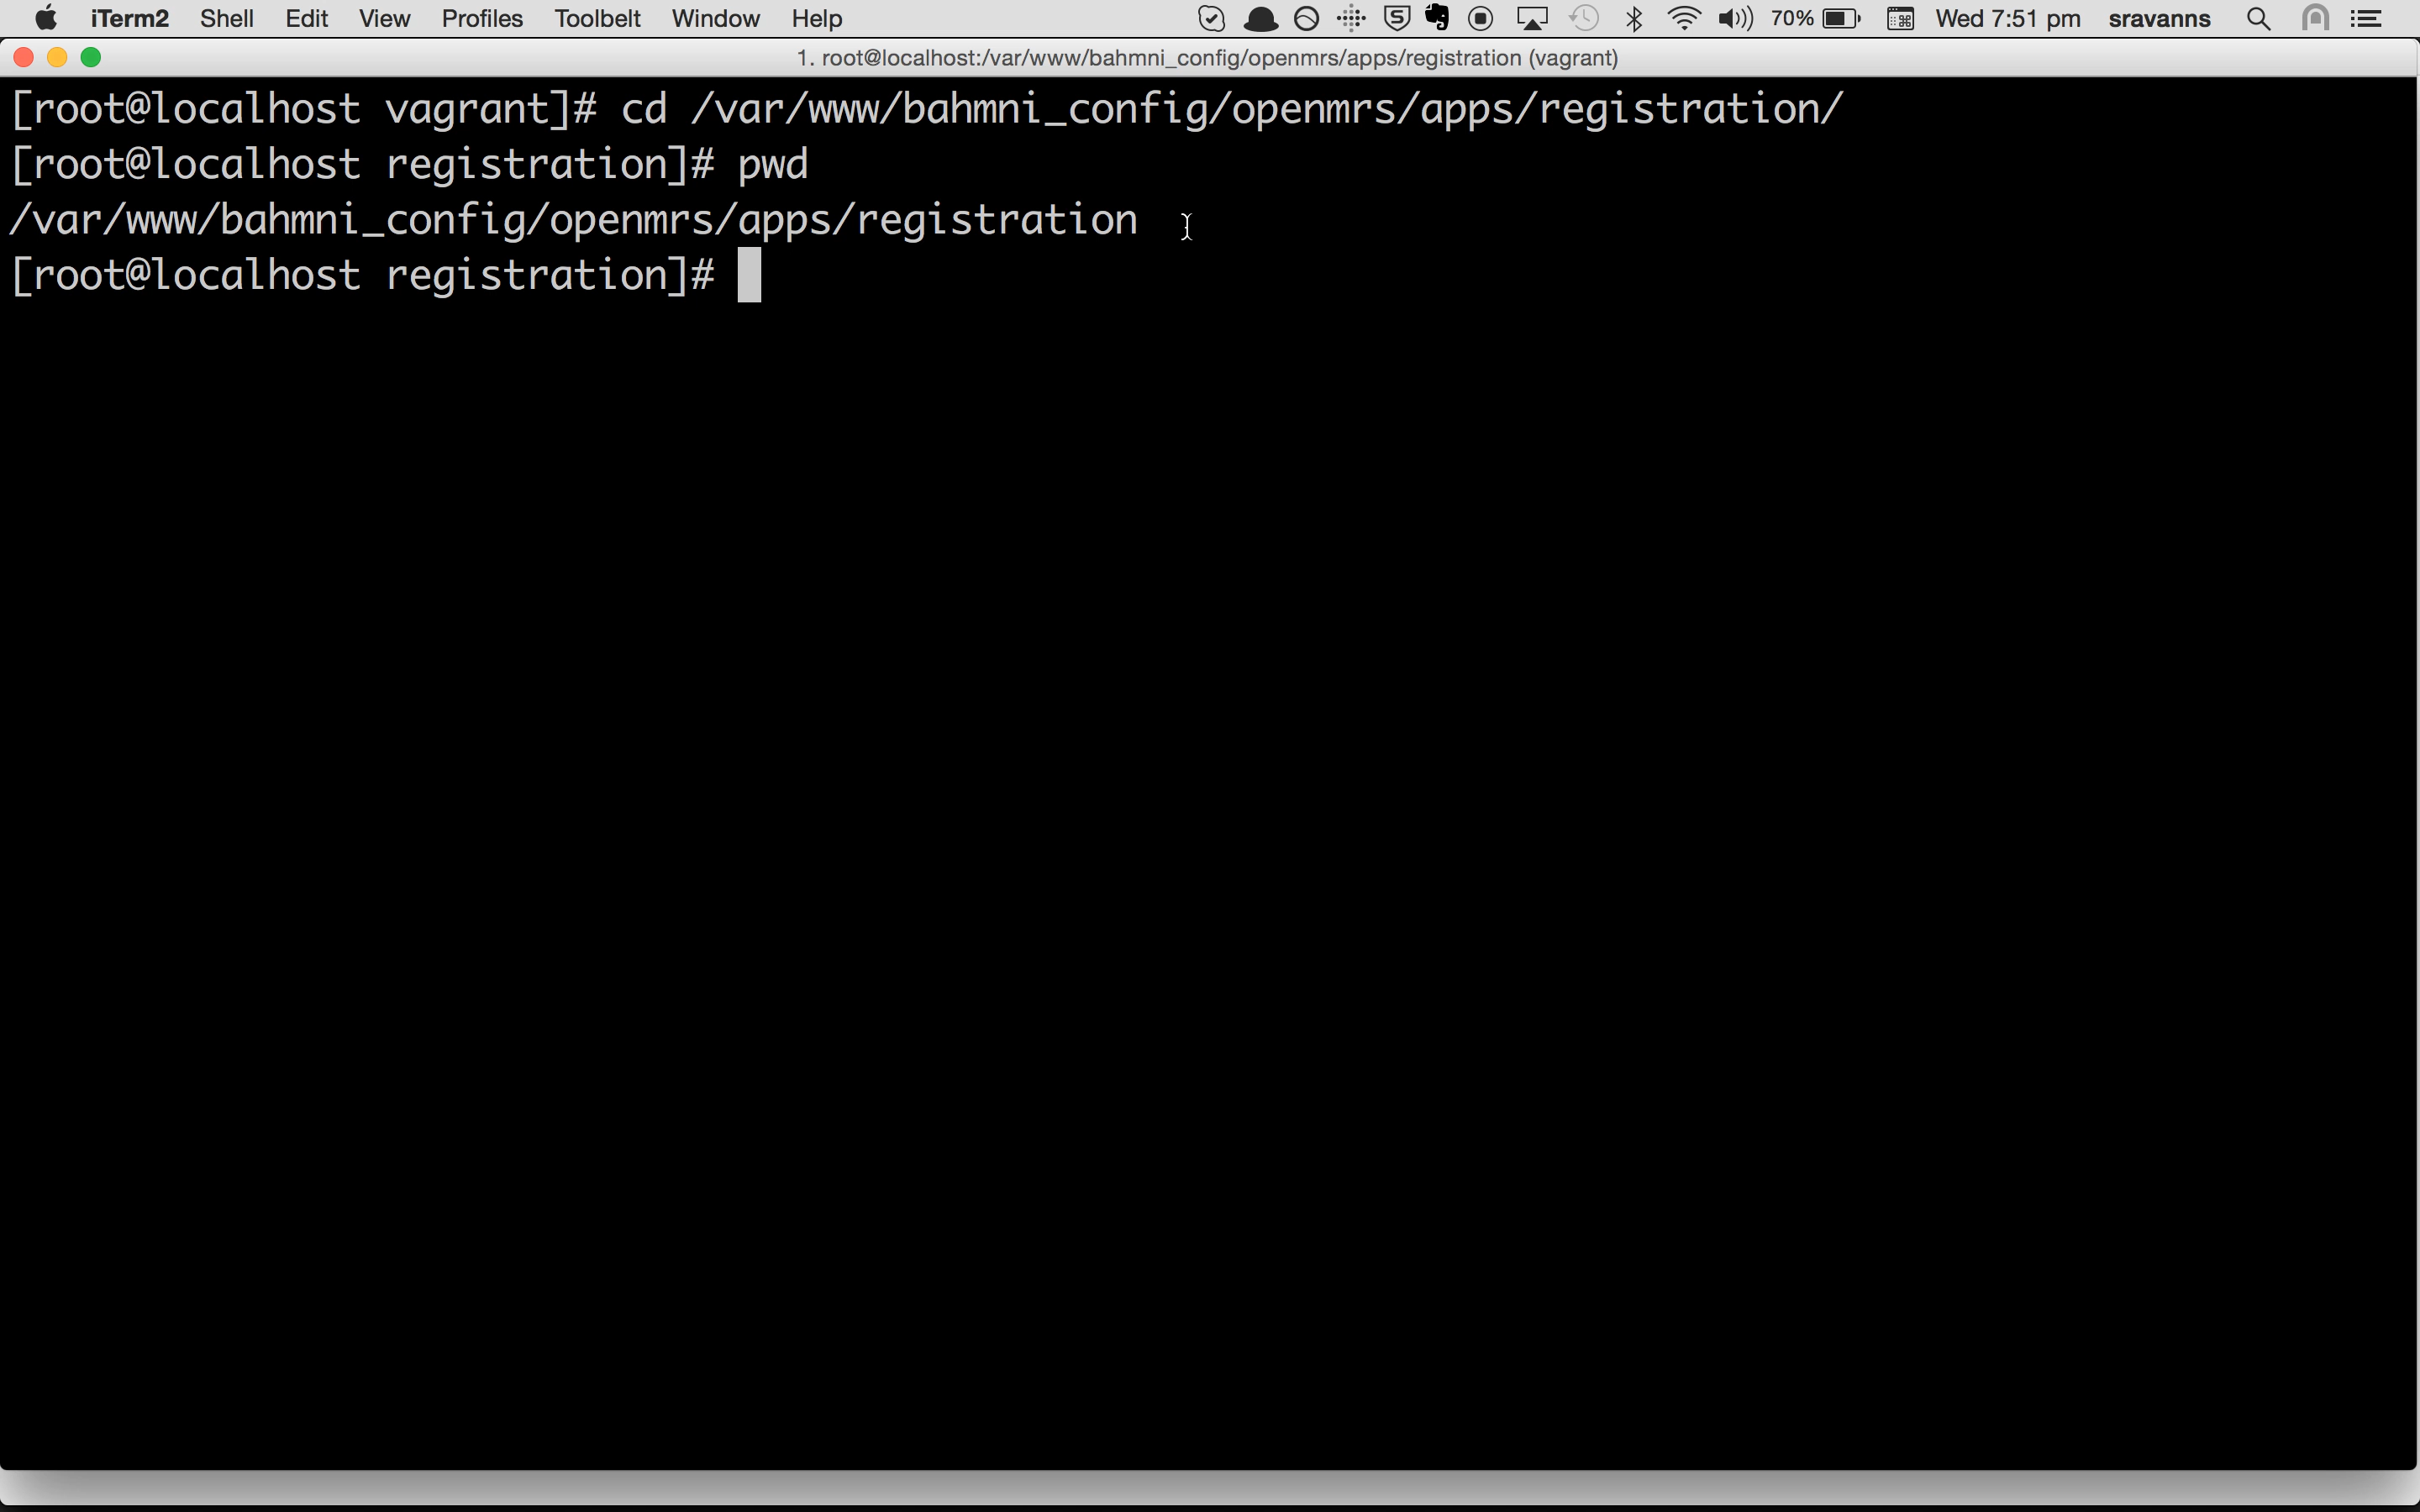 iTerm2 Shell Edit View Profiles Toolbelt Window Help 70% Wed 7:51 pm sravanns
1. root@localhost:/var/www/bahmni_config/openmrs/apps/registration (vagrant)
[root@localhost vagrant]# cd /var/www/bahmni_config/openmrs/apps/registration/
[root@localhost registration]# pwd
/var/www/bahmni_config/openmrs/apps/registration
[root@localhost registration]#